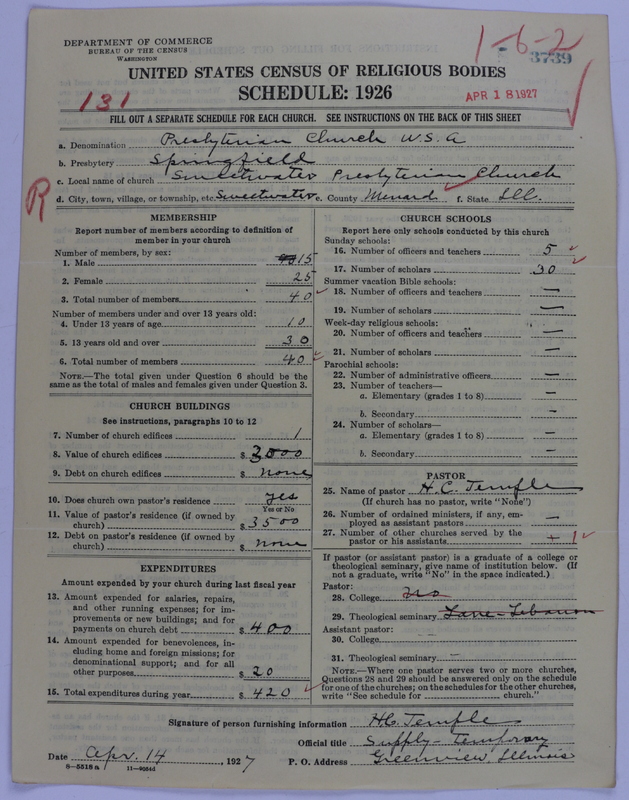 DEPARTMENT OF COMMERCE
BUREAU OF THE CENSUS
WASHINGTON
1-6-2
3739
UNITED STATES CENSUS OF RELIGIOUS BODIES
SCHEDULE: 1926
131
APR 18 1927
FILL OUT A SEPARATE SCHEDULE FOR EACH CHURCH. SEE INSTRUCTIONS ON THE BACK OF THIS SHEET
a. Denomination Presbyterian Church U.S.A
b. Presbytery Springfield
c. Local name of church Sweetwater Presbyterian Church
R
d. City, town, village, or township, etc. Sweetwater e. County Menard f. State Ill.
MEMBERSHIP
Report number of members according to definition of
member in your church
Number of members, by sex:
1. Male 15
2. Female 25
3. Total number of members 40
Number of members under and over 13 years old:
4. Under 13 years of age 10
5. 13 years old and over 30
6. Total number of members 40
NOTE.—The total given under Question 6 should be
same as the total of males and females given under Question 3.
CHURCH BUILDINGS
See instructions, paragraphs 10 to 12
7. Number of church edifices 1
8. Value of church edifices $ 3000
9. Debt on church edifices $ none
10. Does church own pastor's residence yes
Yes or No
11. Value of pastor's residence (if owned by
church) $ 3500
12. Debt on pastor's residence (if owned by
church) $ none
EXPENDITURES
Amount expended by your church during last fiscal year
13. Amount expended for salaries, repairs,
and other running expenses; for im-
provements or new buildings; and for
payments on church debt $ 400
14. Amount expended for benevolences, in-
cluding home and foreign missions; for
denominational support; and for all
other purposes $ 20
15. Total expenditures during year $ 420
CHURCH SCHOOLS
Report here only schools conducted by this church
Sunday schools:
16. Number of officers and teachers 5
17. Number of scholars 30
Summer vacation Bible schools:
18. Number of officers and teachers —
19. Number of scholars —
Week-day religious schools:
20. Number of officers and teachers —
21. Number of scholars —
Parochial schools:
22. Number of administrative officers —
23. Number of teachers—
a. Elementary (grades 1 to 8) —
b. Secondary —
24. Number of scholars—
a. Elementary (grades 1 to 8) —
b. Secondary —
PASTOR
25. Name of pastor H.C. Temple
(If church has no pastor, write "None")
26. Number of ordained ministers, if any, em-
ployed as assistant pastors —
27. Number of other churches served by the
pastor or his assistants 1
If pastor (or assistant pastor) is a graduate of a college or
theological seminary, give name of institution below. (If
not a graduate, write "No" in the space indicated.)
Pastor:
28. College No
29. Theological seminary Lane-Lebanon
Assistant pastor:
30. College
31. Theological seminary —
NOTE.—Where one pastor serves two or more churches,
Questions 28 and 29 should be answered only on the schedule
for one of the churches; on the schedules for the other churches,
write "See schedule for church."
Signature of person furnishing information H.C. Temple
Official title Supply-temporary
Date Apr. 14, 1927 P. O. Address Greenview, Illinois